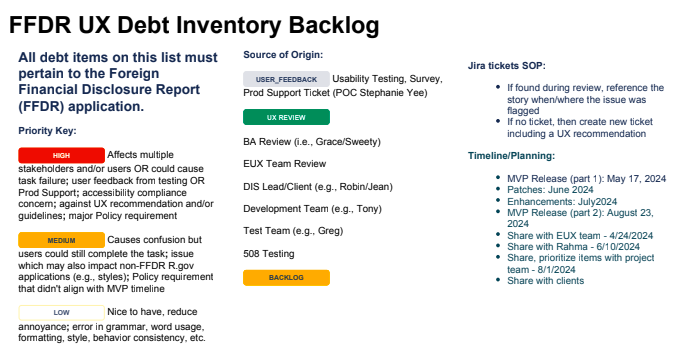 FFDR UX Debt Inventory Backlog
All debt items on this list must
pertain to the Foreign
Financial Disclosure Report
(FFDR) application.
Priority Key:
HIGH Affects multiple
stakeholders and/or users OR could cause
task failure; user feedback from testing OR
Prod Support; accessibility compliance
concern; against UX recommendation and/or
guidelines; major Policy requirement
MEDIUM Causes confusion but
users could still complete the task; issue
which may also impact non-FFDR R.gov
applications (e.g., styles); Policy requirement
that didn't align with MVP timeline
LOW Nice to have, reduce
annoyance; error in grammar, word usage,
formatting, style, behavior consistency, etc.
Source of Origin:
USER_FEEDBACK Usability Testing, Survey,
Prod Support Ticket (POC Stephanie Yee)
UX REVIEW
BA Review (i.e., Grace/Sweety)
EUX Team Review
DIS Lead/Client (e.g., Robin/Jean)
Development Team (e.g., Tony)
Test Team (e.g., Greg)
508 Testing
BACKLOG
Jira tickets SOP:
• If found during review, reference the
story when/where the issue was
flagged
• If no ticket, then create new ticket
including a UX recommendation
Timeline/Planning:
• MVP Release (part 1): May 17, 2024
• Patches: June 2024
• Enhancements: July2024
• MVP Release (part 2): August 23,
2024
• Share with EUX team - 4/24/2024
• Share with Rahma - 6/10/2024
• Share, prioritize items with project
team - 8/1/2024
• Share with clients